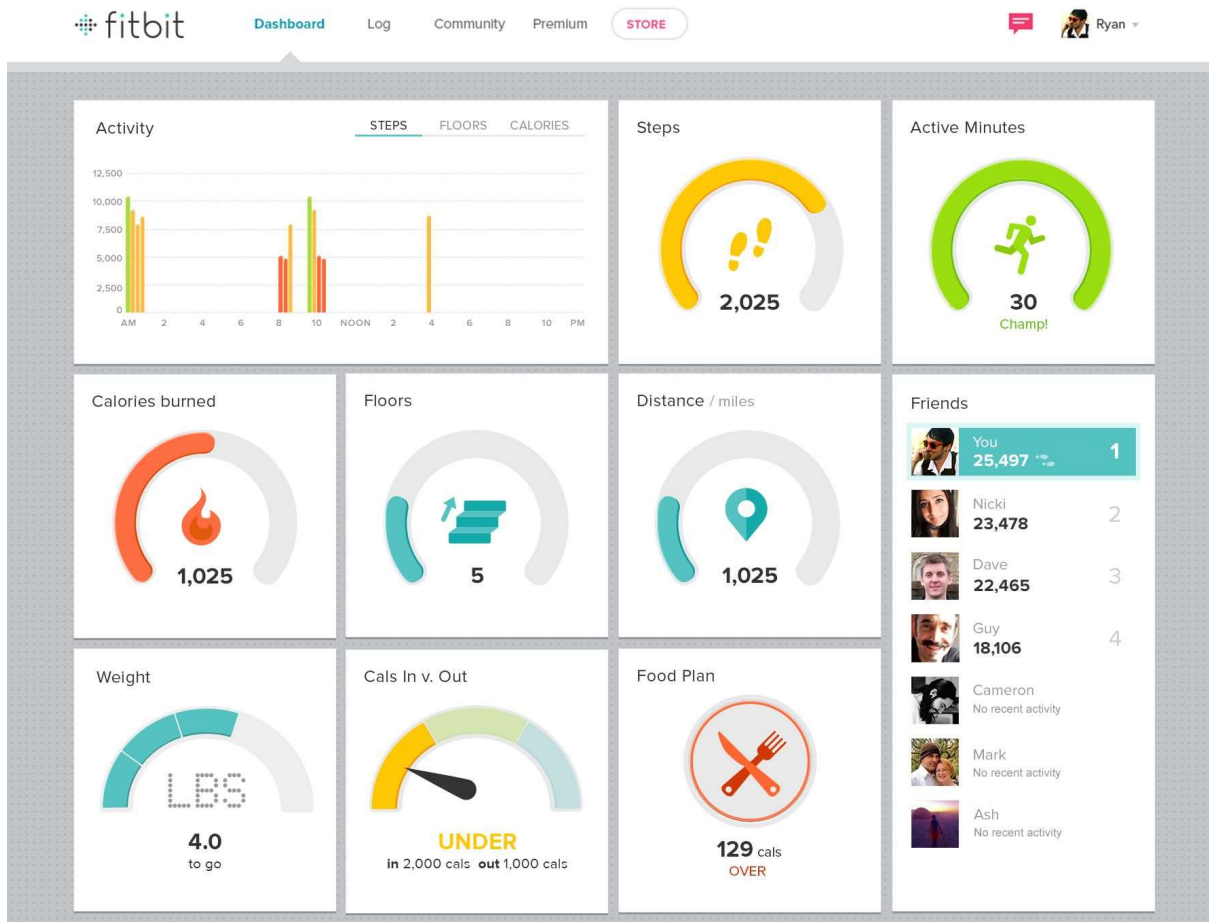 fitbit
Dashboard Log Community Premium STORE
Ryan
Activity
STEPS FLOORS CALORIES
12,500
10,000
7,500
5,000
2,500
0
AM 2 4 6 8 10 NOON 2 4 6 8 10 PM
Steps
2,025
Active Minutes
30
Champ!
Calories burned
1,025
Floors
5
Distance / miles
1,025
Friends
You
25,497 1
Nicki
23,478 2
Dave
22,465 3
Guy
18,106 4
Cameron
No recent activity
Mark
No recent activity
Ash
No recent activity
Weight
LBS
4.0
to go
Cals In v. Out
UNDER
in 2,000 cals out 1,000 cals
Food Plan
129 cals
OVER